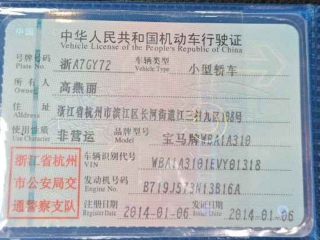 中华人民共和国机动车行驶证
Vehicle License of the People's Republic of China
号牌号码 浙A7GY72 车辆类型 小型轿车
Plate No. Vehicle Type
所有人 高燕丽
Owner
住址 浙江省杭州市滨江区长河街道江三村九区188号
Address
使用性质 非营运 品牌型号 宝马牌WBA1A310
Use Character Model
浙江省杭州
市公安局交
通警察支队
车辆识别代号 WBA1A3101EVY01318
VIN
发动机号码 B719J573N13B16A
Engine No.
注册日期 2014-01-06 发证日期 2014-01-06
Register Date Issue Date